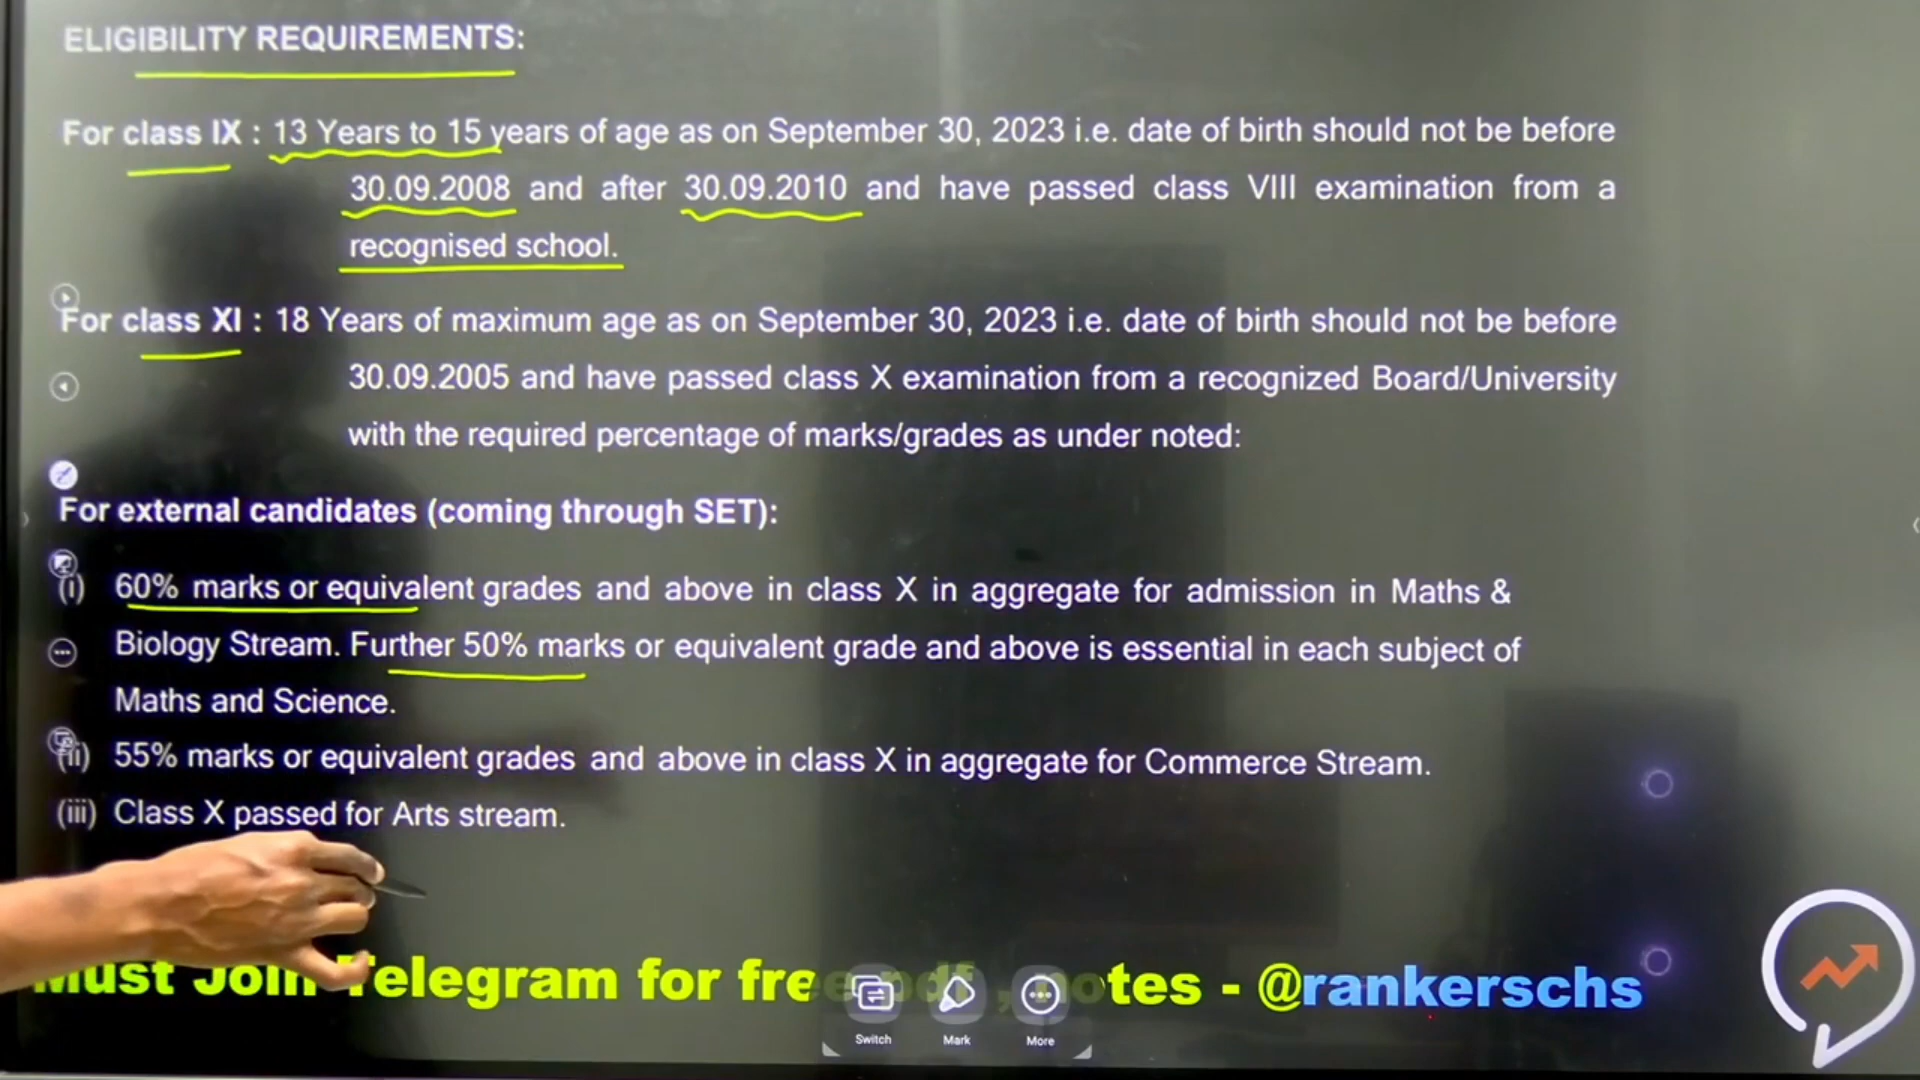 ELIGIBILITY REQUIREMENTS:
For class IX : 13 Years to 15 years of age as on September 30, 2023 i.e. date of birth should not be before
30.09.2008 and after 30.09.2010 and have passed class VIII examination from a
recognised school.
For class XI : 18 Years of maximum age as on September 30, 2023 i.e. date of birth should not be before
30.09.2005 and have passed class X examination from a recognized Board/University
with the required percentage of marks/grades as under noted:
For external candidates (coming through SET):
(i) 60% marks or equivalent grades and above in class X in aggregate for admission in Maths &
Biology Stream. Further 50% marks or equivalent grade and above is essential in each subject of
Maths and Science.
(ii) 55% marks or equivalent grades and above in class X in aggregate for Commerce Stream.
(iii) Class X passed for Arts stream.
Must Join Telegram for free pdf, notes - @rankerschs
Switch Mark More